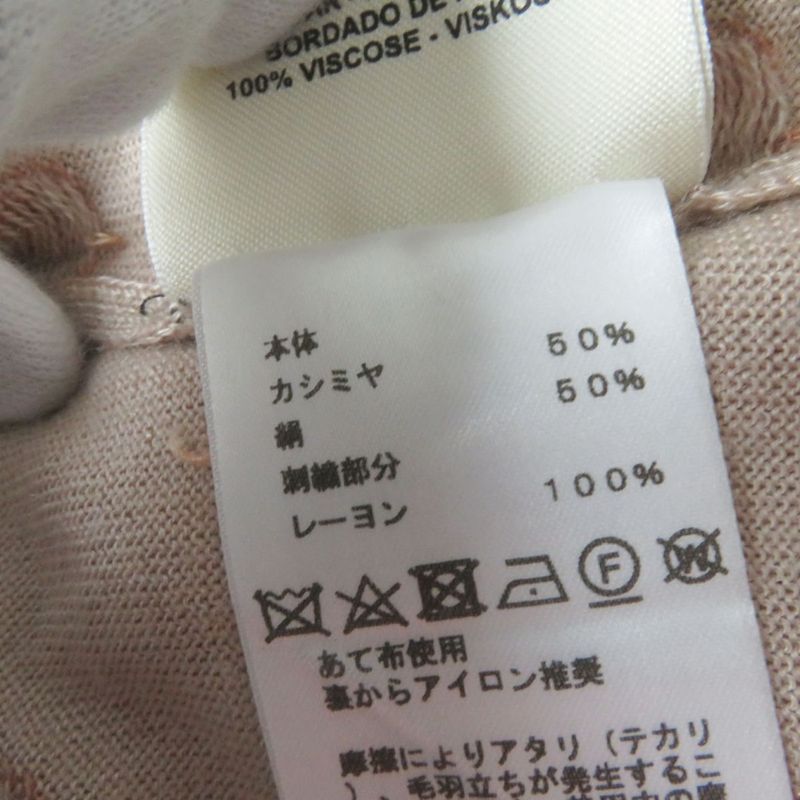 BORDADO DE
100% VISCOSE - VISKOS
本体 50%
カシミヤ 50%
絹
刺繍部分
レーヨン 100%
F
W
あて布使用
裏からアイロン推奨
摩擦によりアタリ（テカリ
）、毛羽立ちが発生するこ